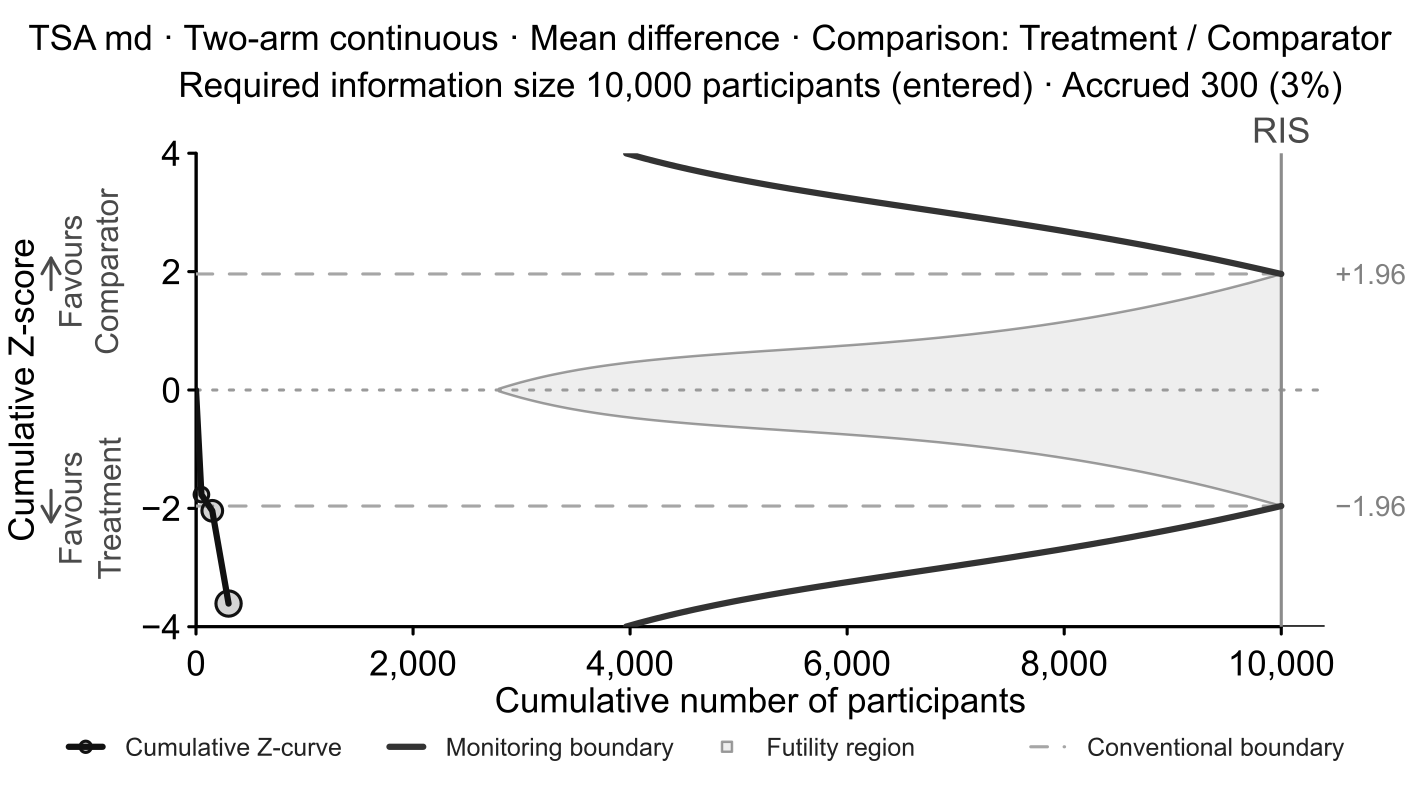 TSA md · Two-arm continuous · Mean difference · Comparison: Treatment / Comparator
Required information size 10,000 participants (entered) · Accrued 300 (3%)
RIS
Cumulative Z-score
Favours
Comparator
Favours
Treatment
4
2
0
−2
−4
+1.96
−1.96
0
2,000
4,000
6,000
8,000
10,000
Cumulative number of participants
Cumulative Z-curve
Monitoring boundary
Futility region
Conventional boundary